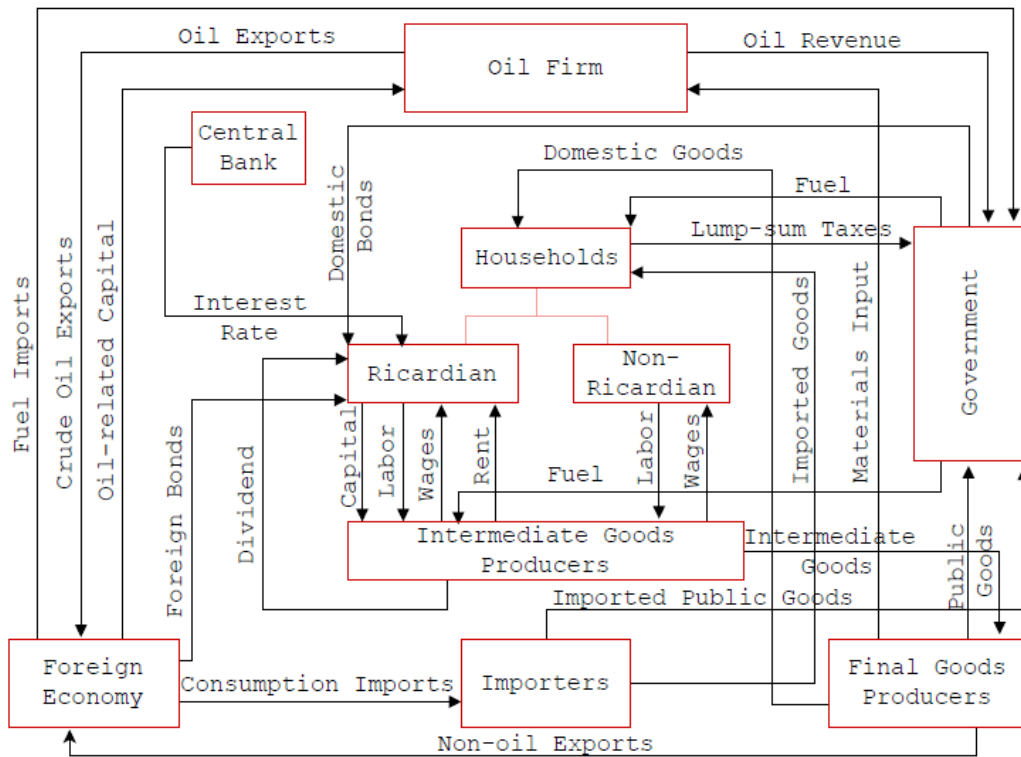 Oil Exports
Oil Revenue
Oil Firm
Central
Bank
Domestic Goods
Domestic
Bonds
Fuel
Lump-sum Taxes
Households
Fuel Imports
Crude Oil Exports
Oil-related Capital
Interest
Rate
Imported Goods
Materials Input
Government
Ricardian
Non-
Ricardian
Foreign Bonds
Dividend
Capital
Labor
Wages
Rent
Labor
Wages
Fuel
Intermediate Goods
Producers
Intermediate
Goods
Public
Goods
Imported Public Goods
Foreign
Economy
Consumption Imports
Importers
Final Goods
Producers
Non-oil Exports